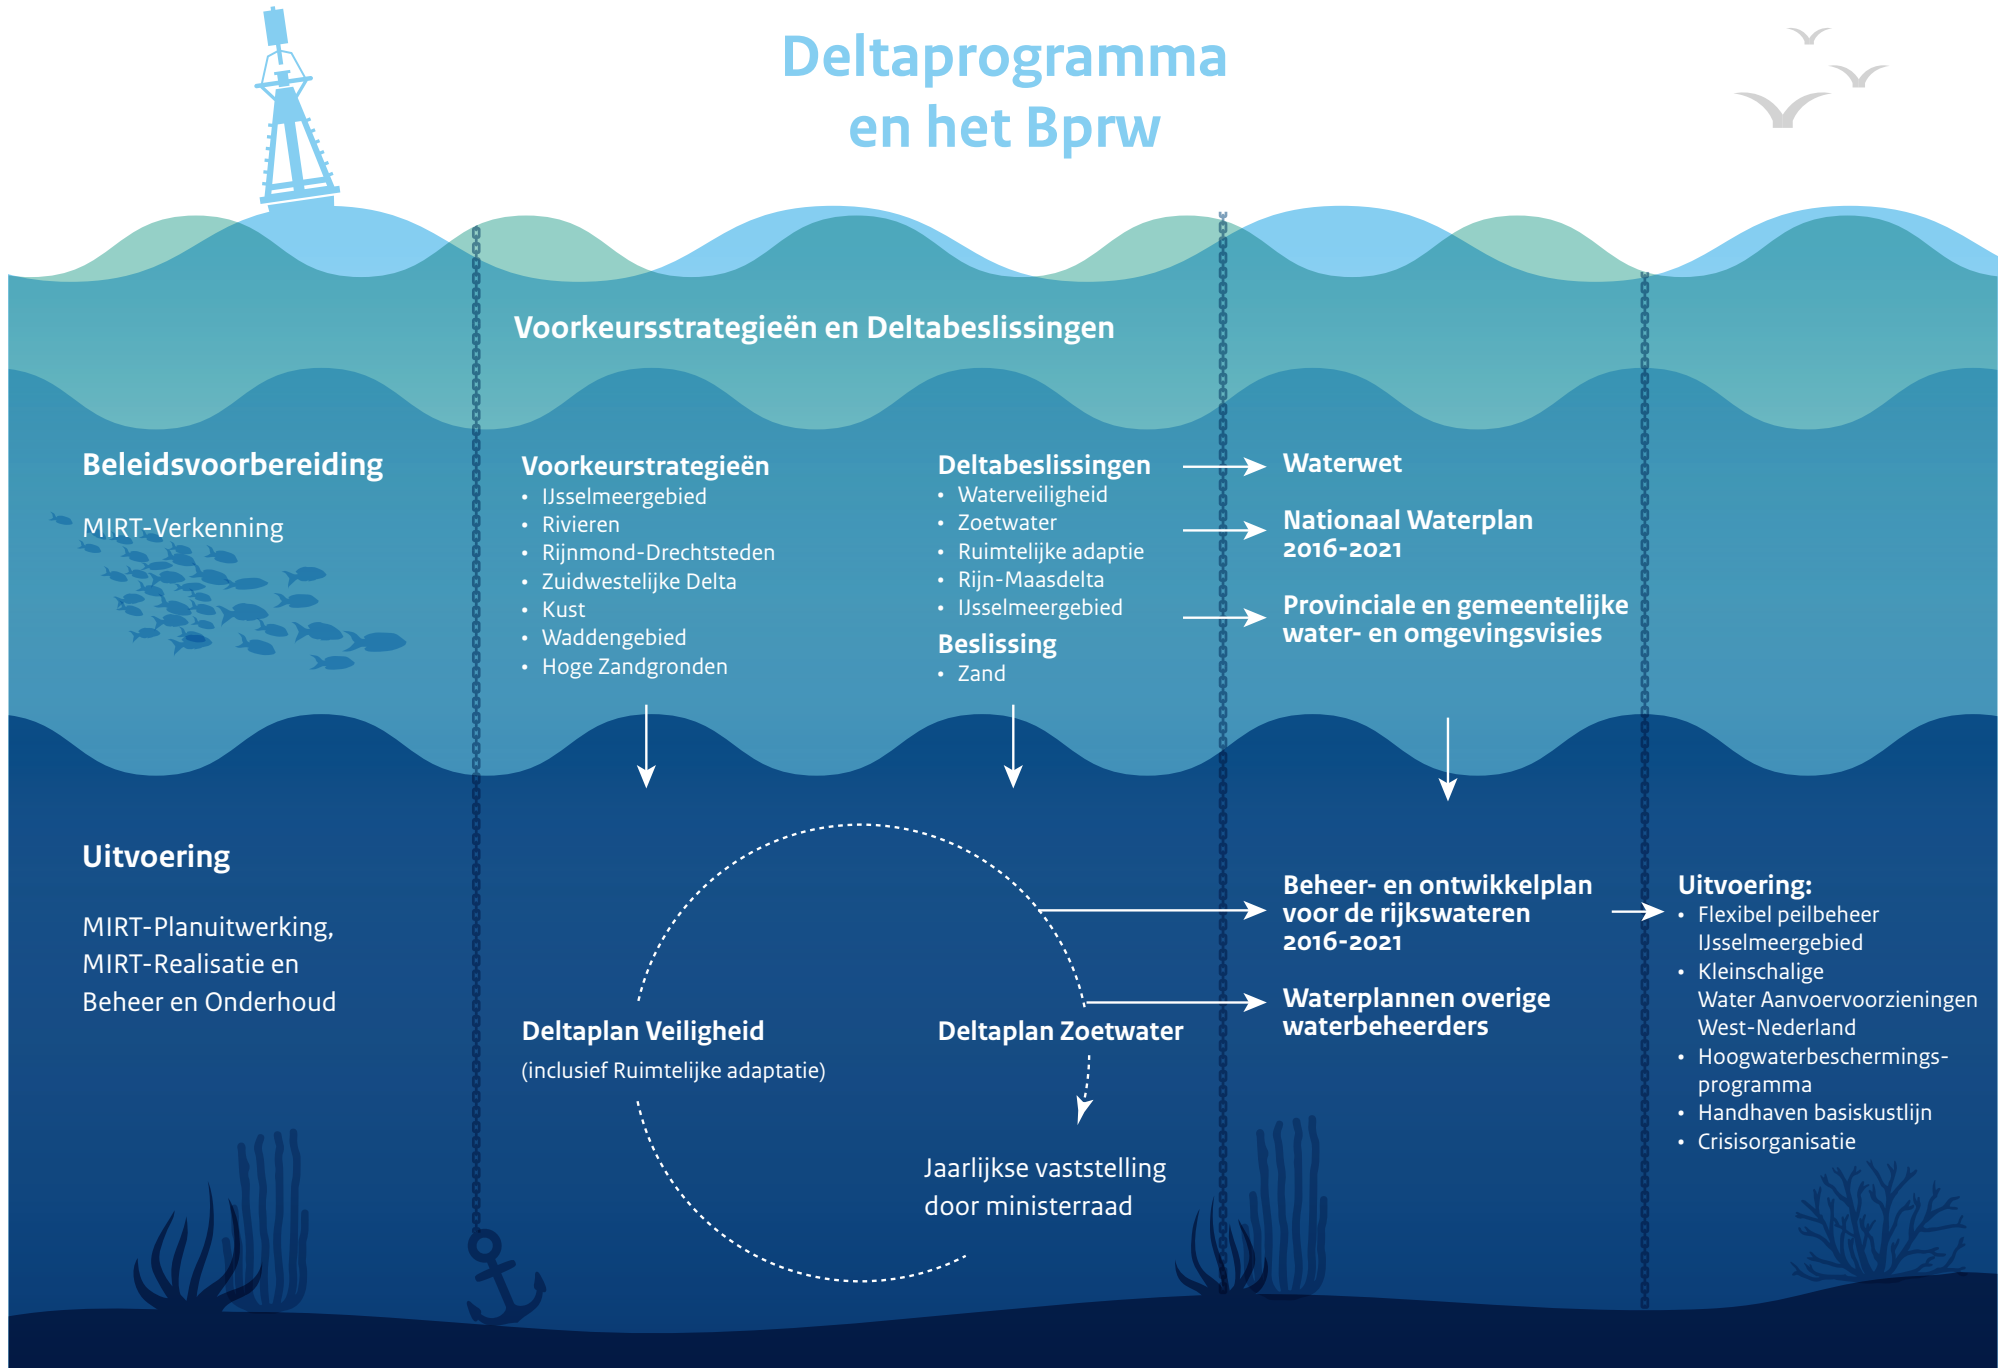 Deltaprogramma
en het Bprw
Voorkeursstrategieën en Deltabeslissingen
Beleidsvoorbereiding
MIRT-Verkenning
Voorkeurstrategieën
• IJsselmeergebied
• Rivieren
• Rijnmond-Drechtsteden
• Zuidwestelijke Delta
• Kust
• Waddengebied
• Hoge Zandgronden
Deltabeslissingen
• Waterveiligheid
• Zoetwater
• Ruimtelijke adaptie
• Rijn-Maasdelta
• IJsselmeergebied
Beslissing
• Zand
Waterwet
Nationaal Waterplan
2016-2021
Provinciale en gemeentelijke
water- en omgevingsvisies
Uitvoering
MIRT-Planuitwerking,
MIRT-Realisatie en
Beheer en Onderhoud
Deltaplan Veiligheid
(inclusief Ruimtelijke adaptatie)
Deltaplan Zoetwater
Jaarlijkse vaststelling
door ministerraad
Beheer- en ontwikkelplan
voor de rijkswateren
2016-2021
Waterplannen overige
waterbeheerders
Uitvoering:
• Flexibel peilbeheer
IJsselmeergebied
• Kleinschalige
Water Aanvoervoorzieningen
West-Nederland
• Hoogwaterbeschermings-
programma
• Handhaven basiskustlijn
• Crisisorganisatie